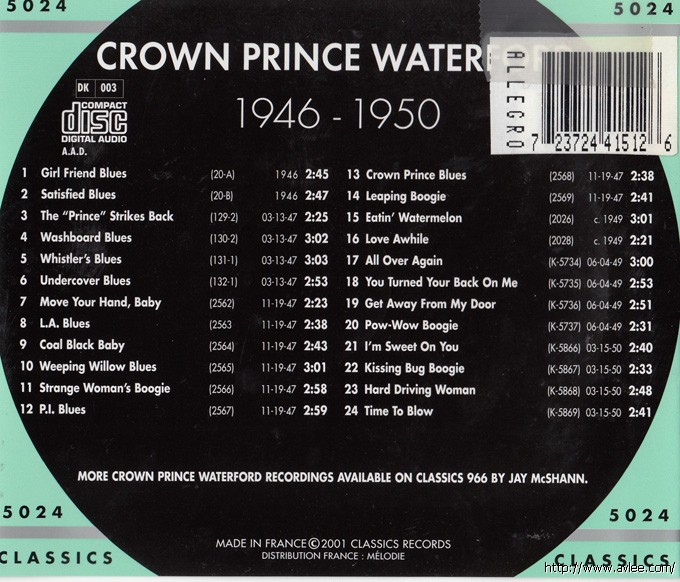 5024
5024
CROWN PRINCE WATERFORD
ALLEGRO
7 23724 41512 6
DK 003
COMPACT
disc
DIGITAL AUDIO
A.A.D.
1946 - 1950
1 Girl Friend Blues (20-A) 1946 2:45
2 Satisfied Blues (20-B) 1946 2:47
3 The “Prince” Strikes Back (129-2) 03-13-47 2:25
4 Washboard Blues (130-2) 03-13-47 3:02
5 Whistler's Blues (131-1) 03-13-47 3:03
6 Undercover Blues (132-1) 03-13-47 2:53
7 Move Your Hand, Baby (2562) 11-19-47 2:23
8 L.A. Blues (2563 11-19-47 2:38
9 Coal Black Baby (2564) 11-19-47 2:43
10 Weeping Willow Blues (2565) 11-19-47 3:01
11 Strange Woman's Boogie (2566) 11-19-47 2:58
12 P.I. Blues (2567) 11-19-47 2:59
13 Crown Prince Blues (2568) 11-19-47 2:38
14 Leaping Boogie (2569) 11-19-47 2:41
15 Eatin' Watermelon (2026) c. 1949 3:01
16 Love Awhile (2028) c. 1949 2:21
17 All Over Again (K-5734) 06-04-49 3:00
18 You Turned Your Back On Me (K-5735) 06-04-49 2:53
19 Get Away From My Door (K-5736) 06-04-49 2:51
20 Pow-Wow Boogie (K-5737) 06-04-49 2:31
21 I'm Sweet On You (K-5866) 03-15-50 2:40
22 Kissing Bug Boogie (K-5867) 03-15-50 2:33
23 Hard Driving Woman (K-5868) 03-15-50 2:48
24 Time To Blow (K-5869) 03-15-50 2:41
MORE CROWN PRINCE WATERFORD RECORDINGS AVAILABLE ON CLASSICS 966 BY JAY McSHANN.
5024
5024
MADE IN FRANCE © 2001 CLASSICS RECORDS
DISTRIBUTION FRANCE : MÉLODIE
CLASSICS
CLASSICS
http://www.avlee.com/